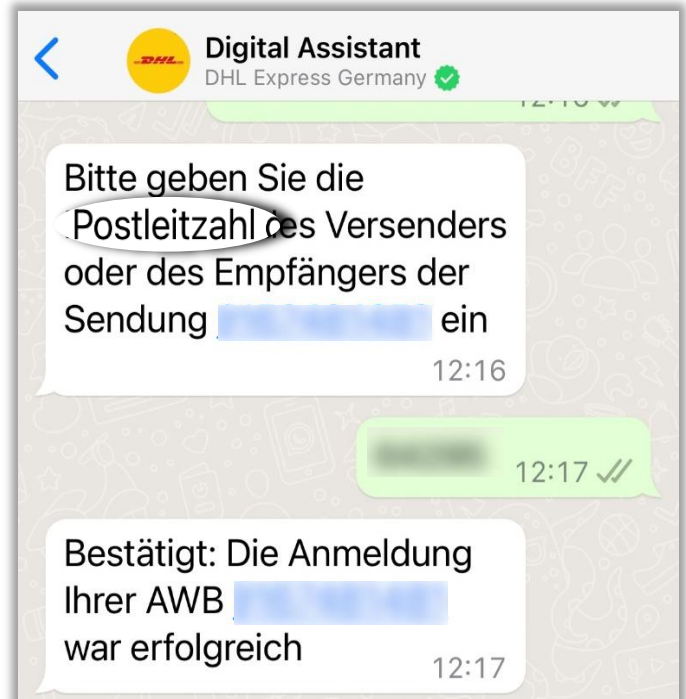 Digital Assistant
DHL
DHL Express Germany
Bitte geben Sie die
Postleitzahl des Versenders
oder des Empfängers der
Sendung ein
12:16
12:17
Bestätigt: Die Anmeldung
Ihrer AWB
war erfolgreich
12:17